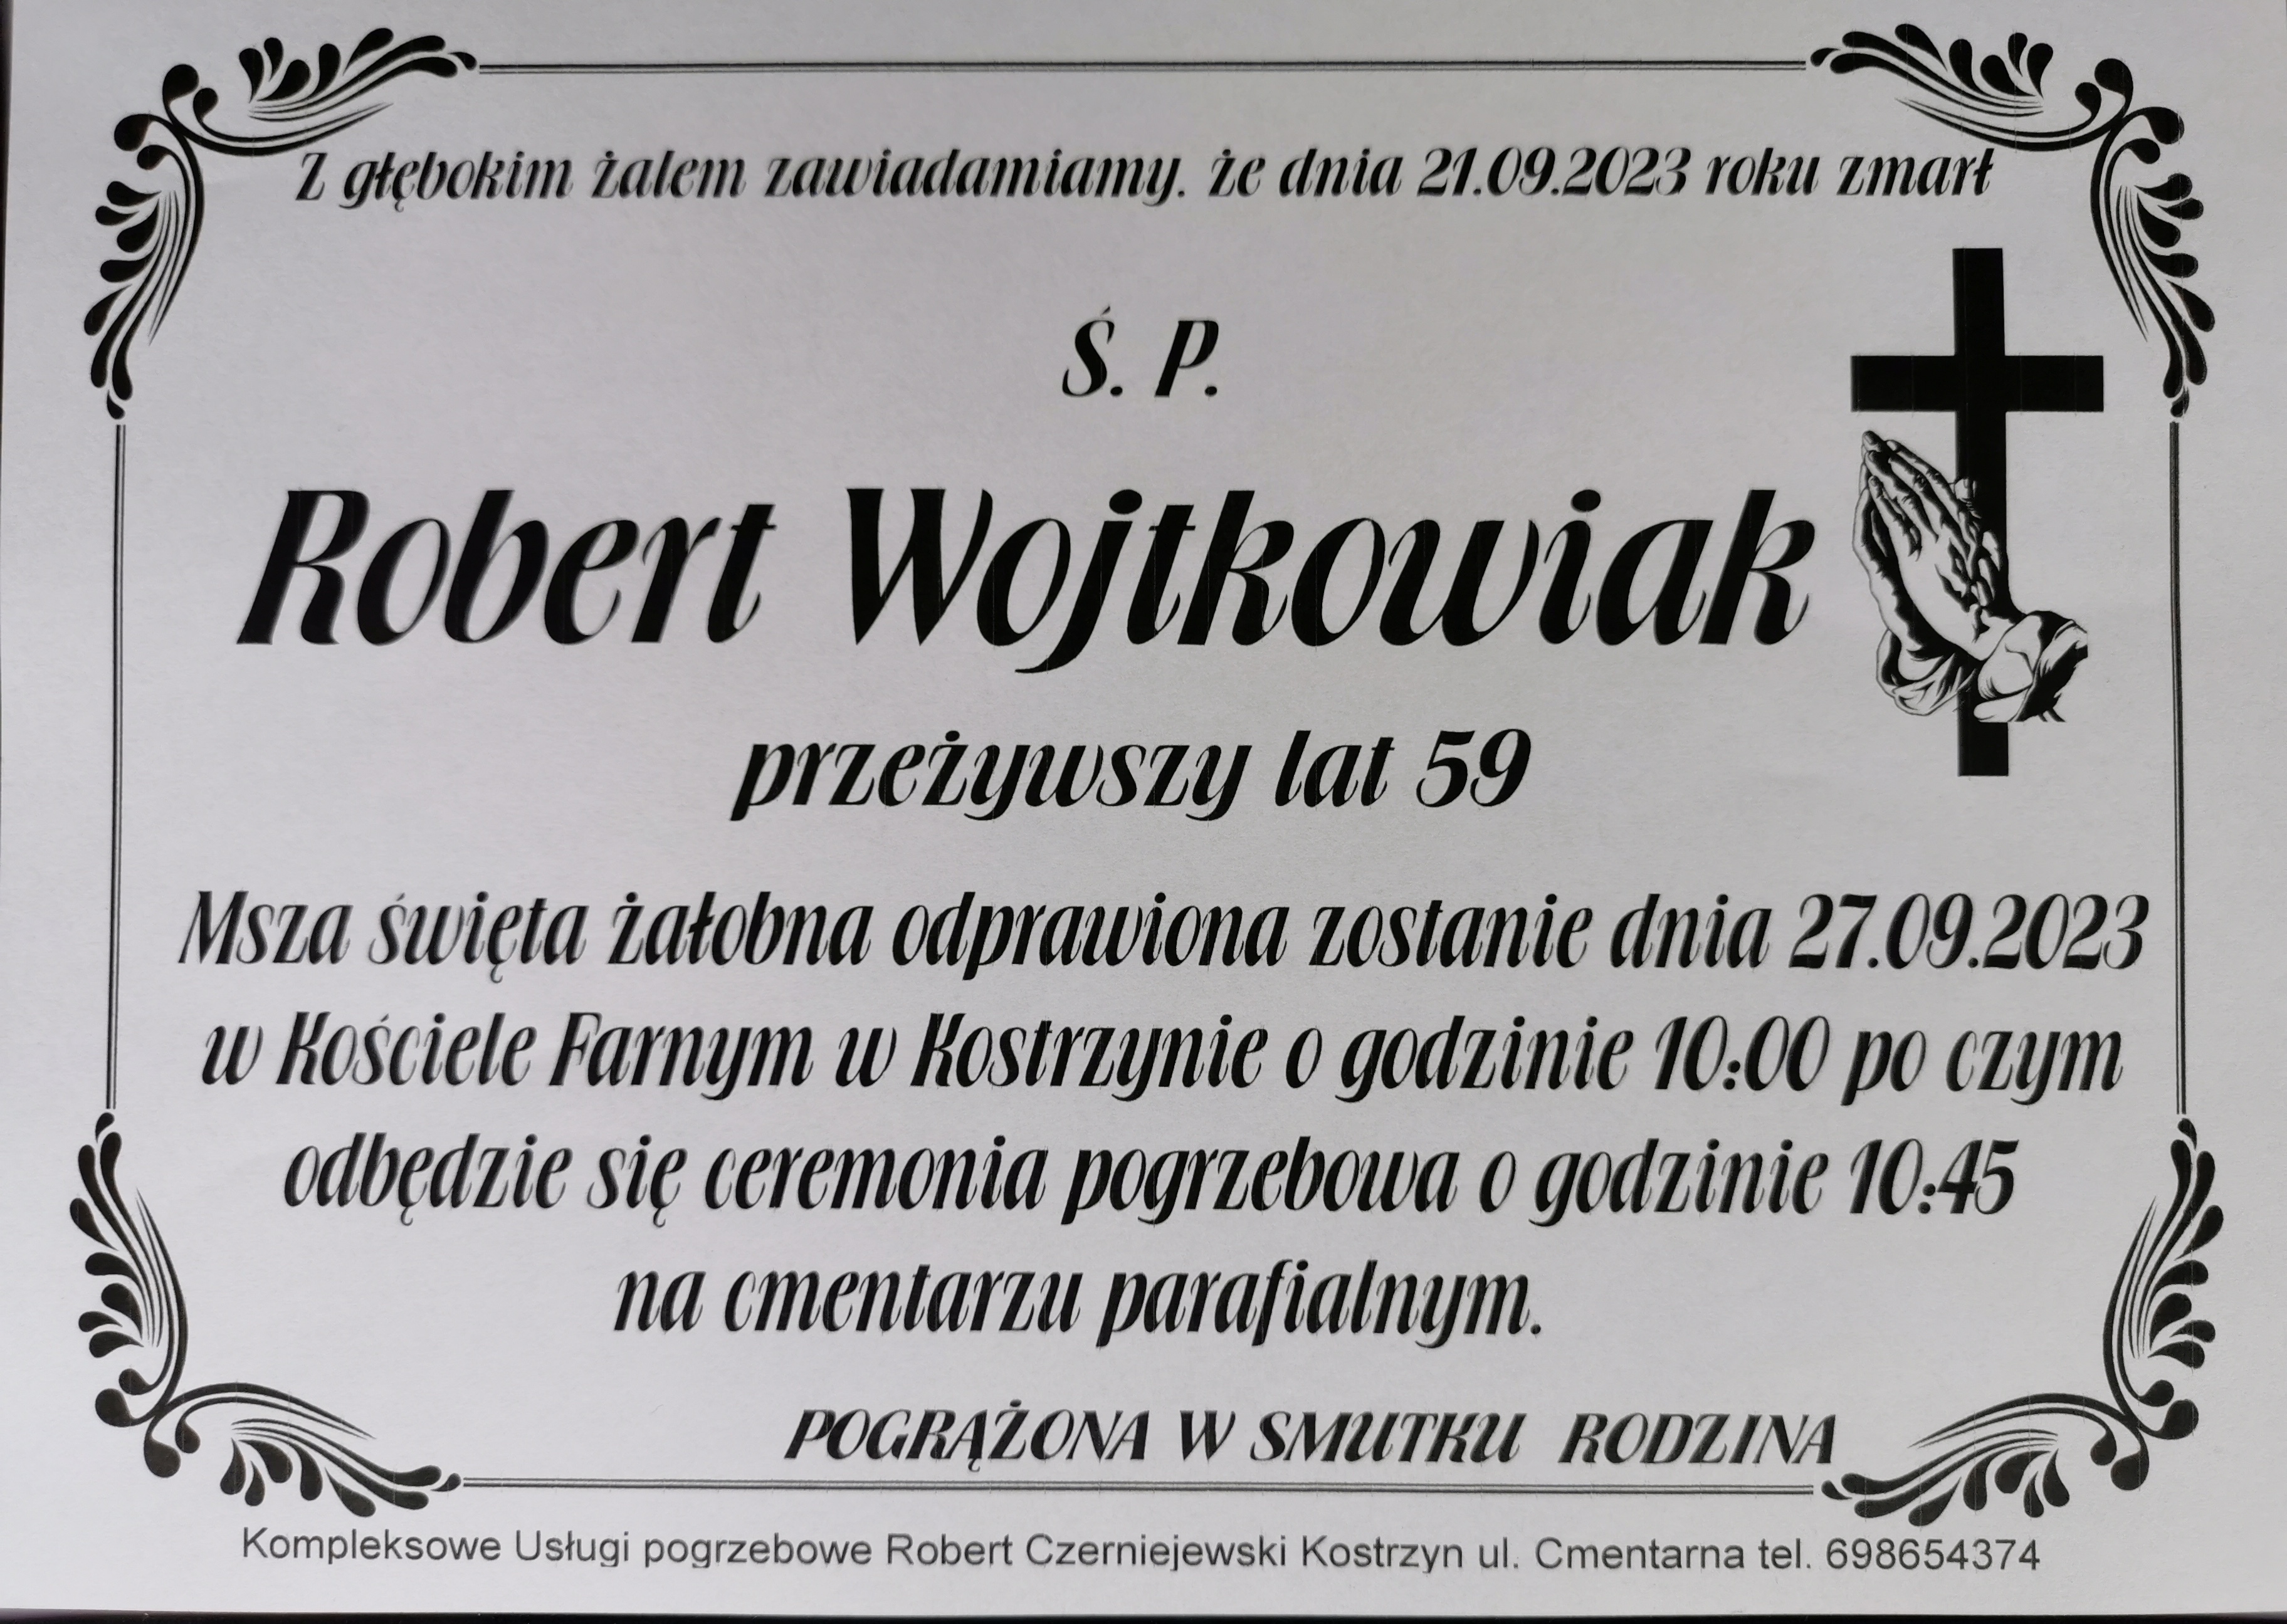 Z głębokim żalem zawiadamiamy. że dnia 21.09.2023 roku zmarł
Ś. P.
Robert Wojtkowiak
przeżywszy lat 59
Msza święta żałobna odprawiona zostanie dnia 27.09.2023
w Kościele Farnym w Kostrzynie o godzinie 10:00 po czym
odbędzie się ceremonia pogrzebowa o godzinie 10:45
na cmentarzu parafialnym.
POGRĄŻONA W SMUTKU RODZINA
Kompleksowe Usługi pogrzebowe Robert Czerniejewski Kostrzyn ul. Cmentarna tel. 698654374